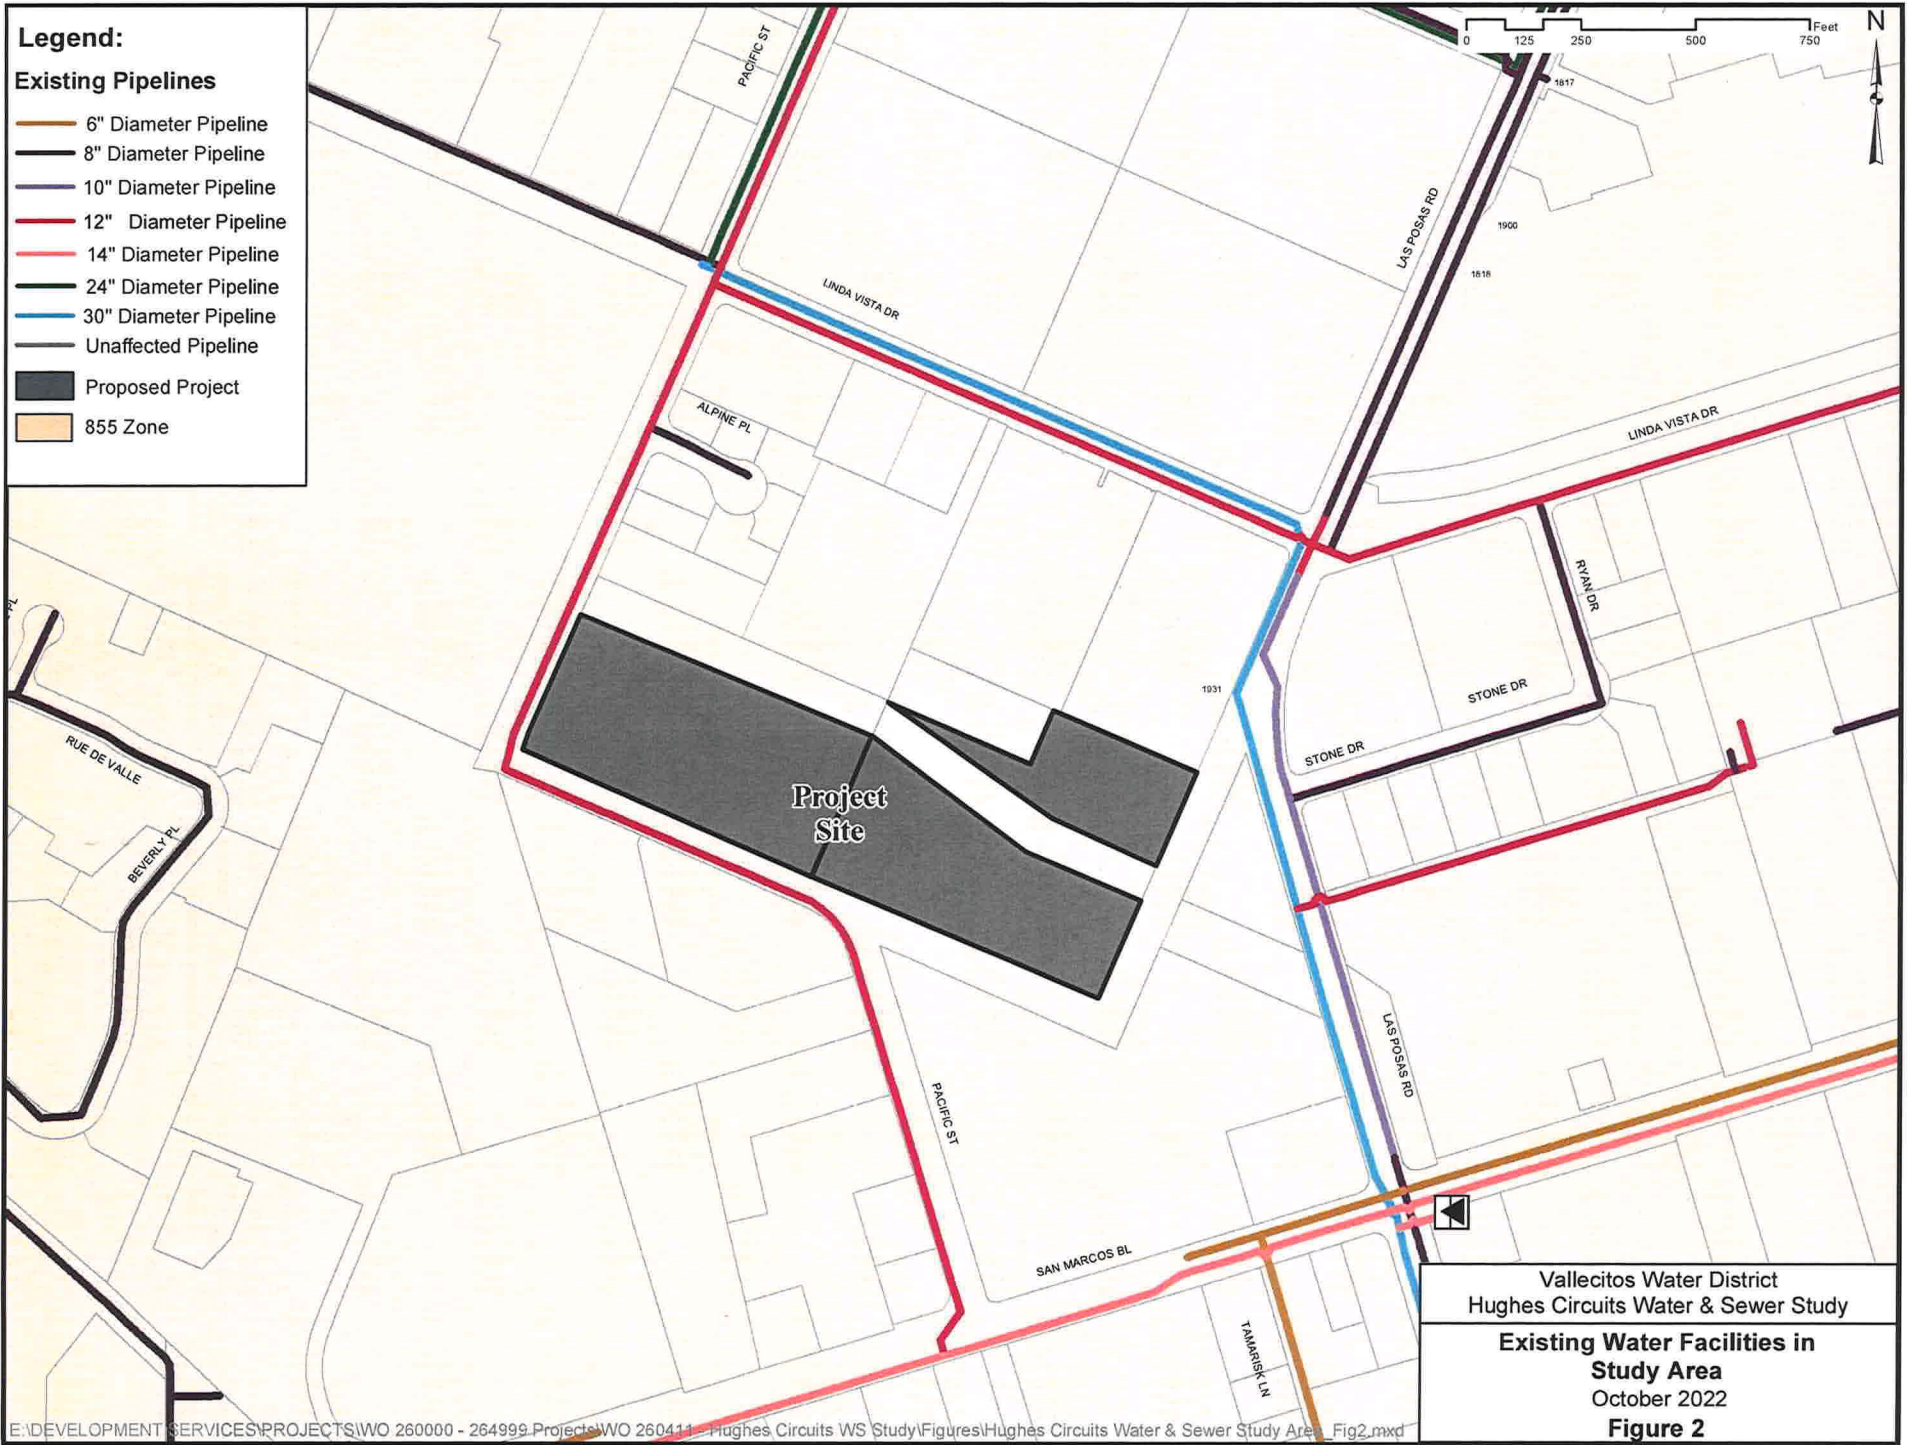 Legend:
Existing Pipelines
6" Diameter Pipeline
8" Diameter Pipeline
10" Diameter Pipeline
12" Diameter Pipeline
14" Diameter Pipeline
24" Diameter Pipeline
30" Diameter Pipeline
Unaffected Pipeline
Proposed Project
855 Zone
PACIFIC ST
Feet
0 125 250 500 750
N
1817
LAS POSAS RD
1900
1818
LINDA VISTA DR
LINDA VISTA DR
ALPINE PL
RYAN DR
PL
STONE DR
1931
STONE DR
RUE DE VALLE
Project
Site
BEVERLY PL
LAS POSAS RD
PACIFIC ST
SAN MARCOS BL
TAMARISK LN
Vallecitos Water District
Hughes Circuits Water & Sewer Study
Existing Water Facilities in
Study Area
October 2022
Figure 2
E:\DEVELOPMENT SERVICES\PROJECTS\WO 260000 - 264999 Projects\WO 260411 - Hughes Circuits WS Study\Figures\Hughes Circuits Water & Sewer Study Area_Fig2.mxd